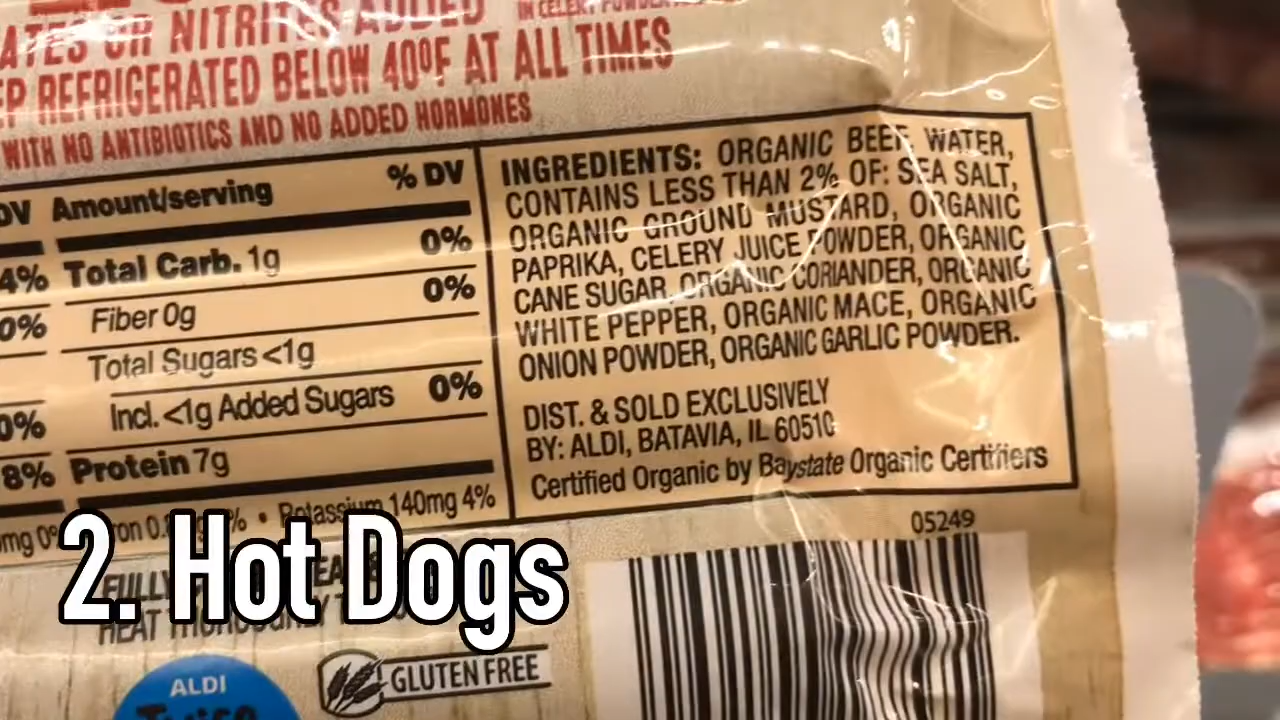 NITRITES ADDED IN CELERY POWDER
REFRIGERATED BELOW 40ºF AT ALL TIMES
WITH NO ANTIBIOTICS AND NO ADDED HORMONES
DV Amount/serving % DV
4% Total Carb. 1g 0%
0% Fiber 0g 0%
Total Sugars <1g
0% Incl. <1g Added Sugars 0%
8% Protein 7g
• Potassium 140mg 4%
INGREDIENTS: ORGANIC BEEF, WATER,
CONTAINS LESS THAN 2% OF: SEA SALT,
ORGANIC GROUND MUSTARD, ORGANIC
PAPRIKA, CELERY JUICE POWDER, ORGANIC
CANE SUGAR, ORGANIC CORIANDER, ORGANIC
WHITE PEPPER, ORGANIC MACE, ORGANIC
ONION POWDER, ORGANIC GARLIC POWDER.
DIST. & SOLD EXCLUSIVELY
BY: ALDI, BATAVIA, IL 60510
Certified Organic by Baystate Organic Certifiers
05249
2. Hot Dogs
FULLY
HEAT THOROUGHLY
GLUTEN FREE
ALDI
Twice